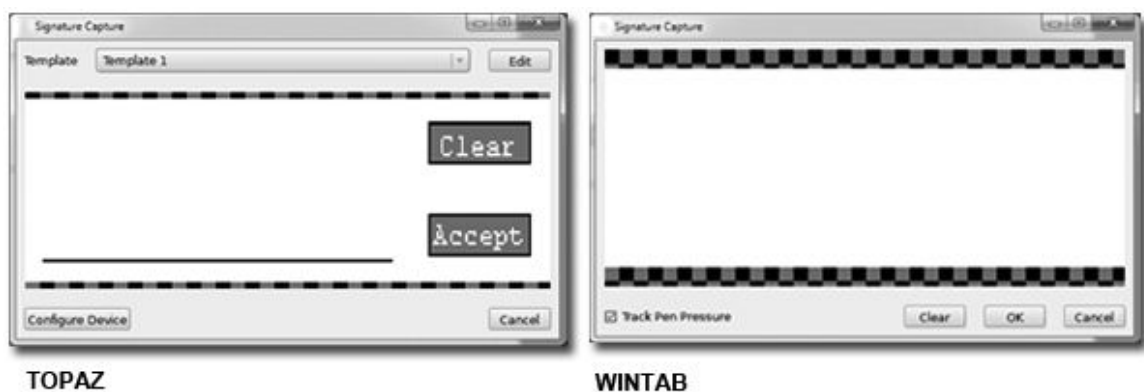 Signature Capture
Template Template 1 Edit
Clear
Accept
Configure Device Cancel
TOPAZ
Signature Capture
Track Pen Pressure Clear OK Cancel
WINTAB